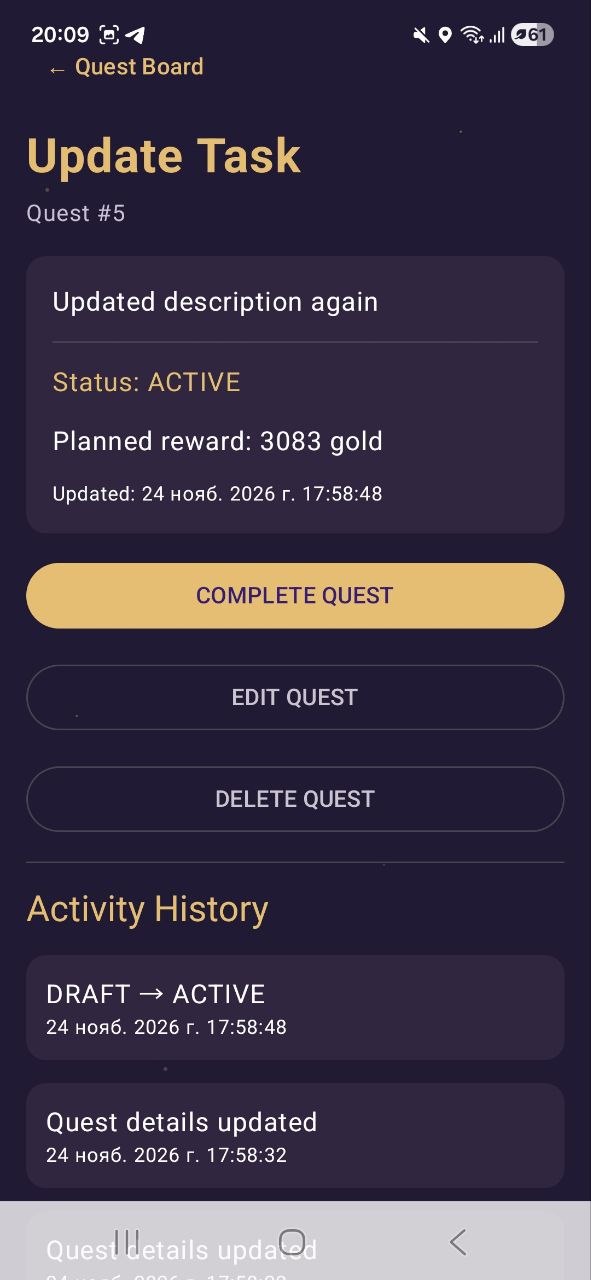 20:09
61
← Quest Board
Update Task
Quest #5
Updated description again
Status: ACTIVE
Planned reward: 3083 gold
Updated: 24 нояб. 2026 г. 17:58:48
COMPLETE QUEST
EDIT QUEST
DELETE QUEST
Activity History
DRAFT → ACTIVE
24 нояб. 2026 г. 17:58:48
Quest details updated
24 нояб. 2026 г. 17:58:32
Quest details updated